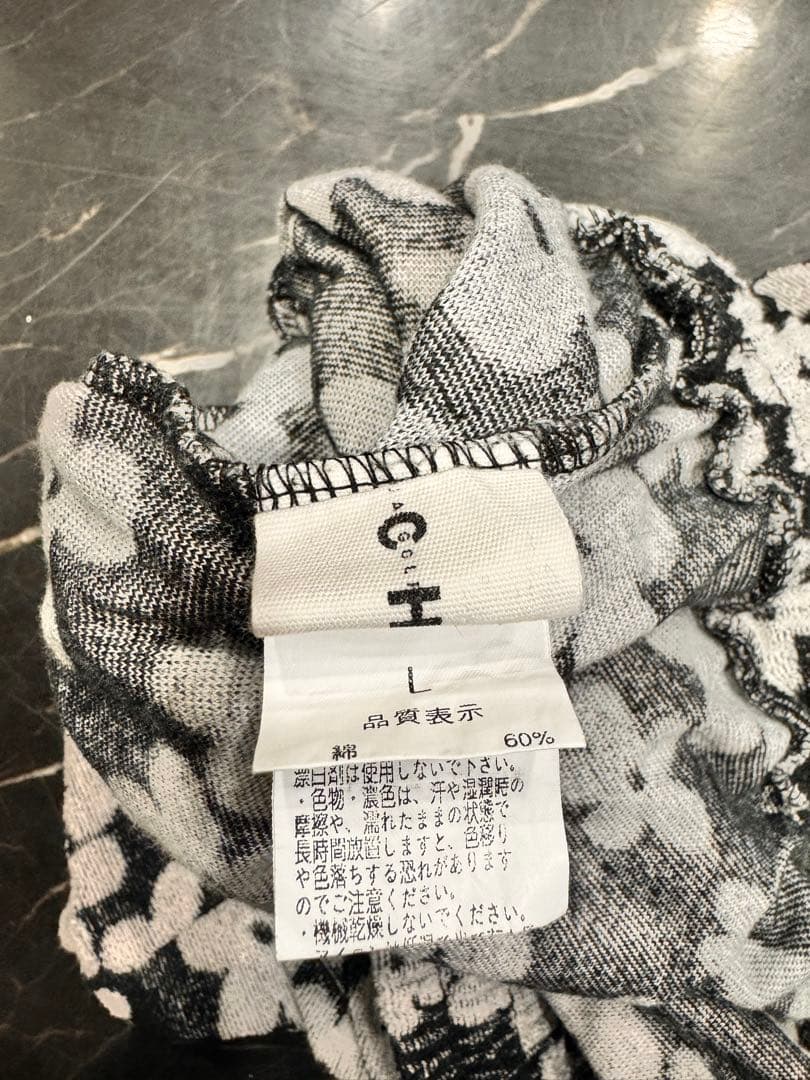 C
H
L
品質表示
綿 60%
漂白剤は使用しないで下さい。
・色物・濃色は、汗や湿潤時の
摩擦や、濡れたままの状態で
長時間放置しますと、色移り
や色落ちする恐れがあります
のでご注意ください。
・機械乾燥しないでください。